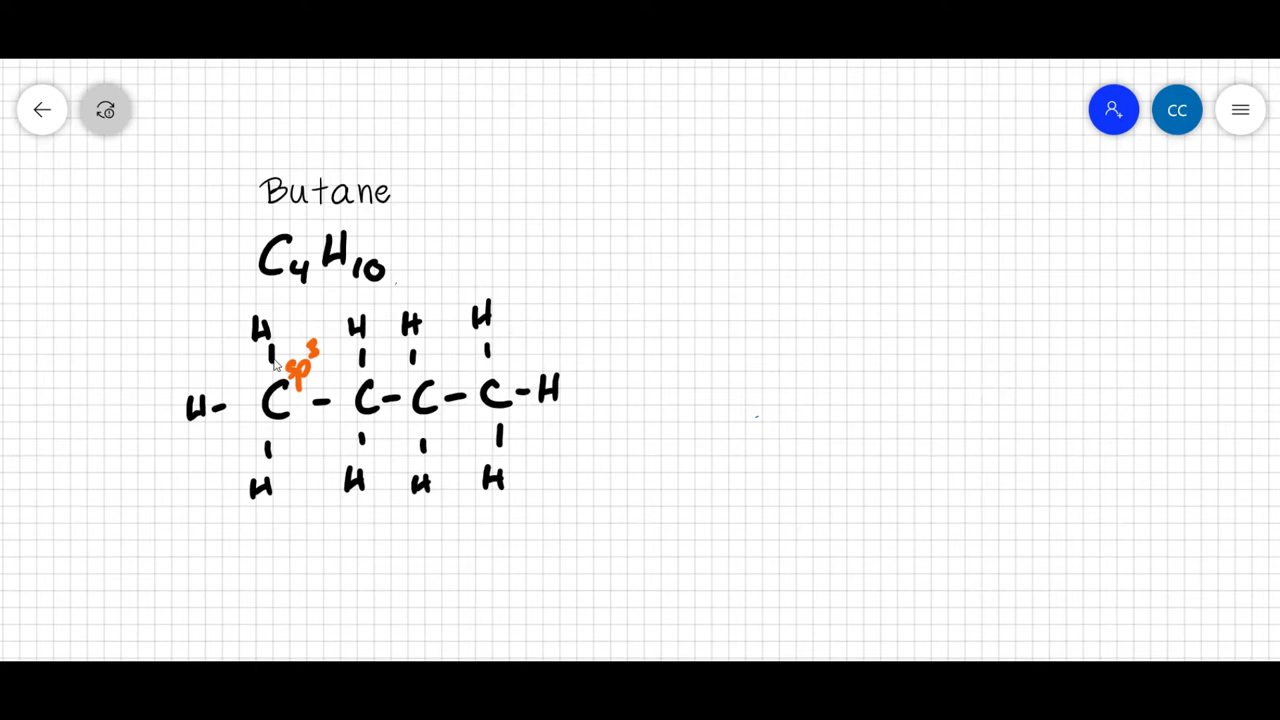 CC
Butane
C₄H₁₀
H H H H
sp³
H - C - C - C - C - H
H H H H